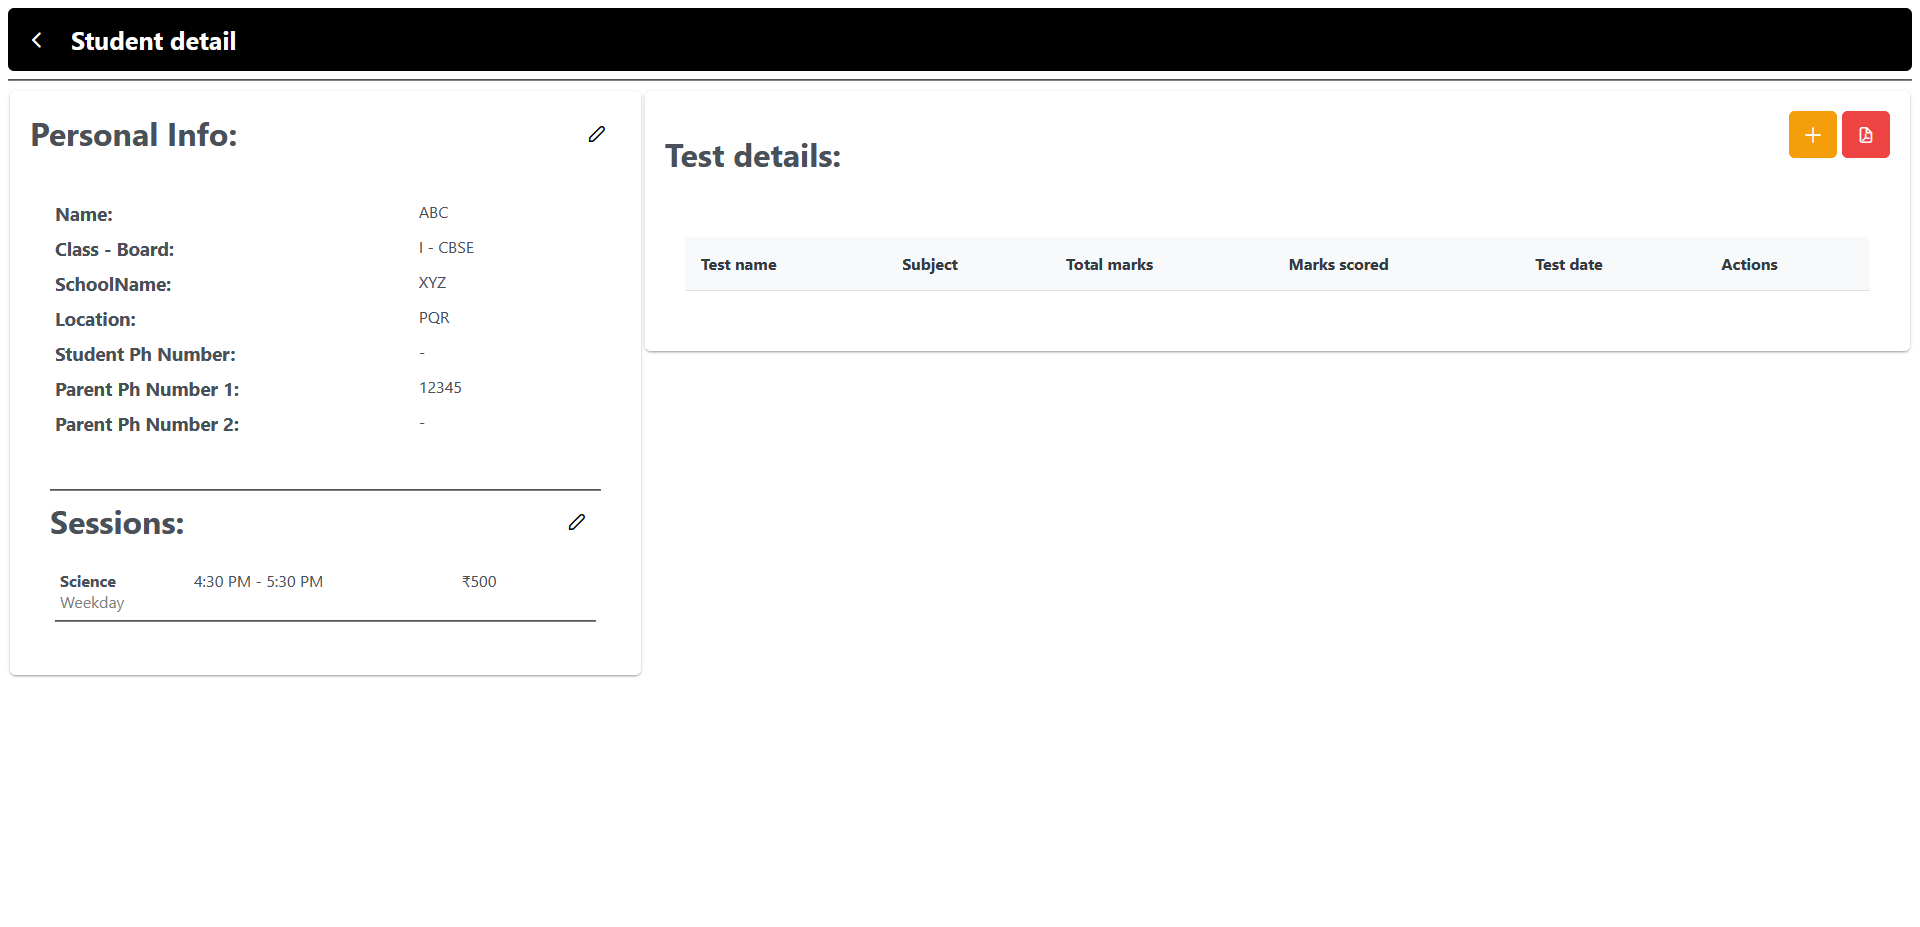 Student detail
Personal Info:
Name: ABC
Class - Board: I - CBSE
SchoolName: XYZ
Location: PQR
Student Ph Number: -
Parent Ph Number 1: 12345
Parent Ph Number 2: -
Sessions:
Science 4:30 PM - 5:30 PM ₹500
Weekday
Test details:
Test name Subject Total marks Marks scored Test date Actions